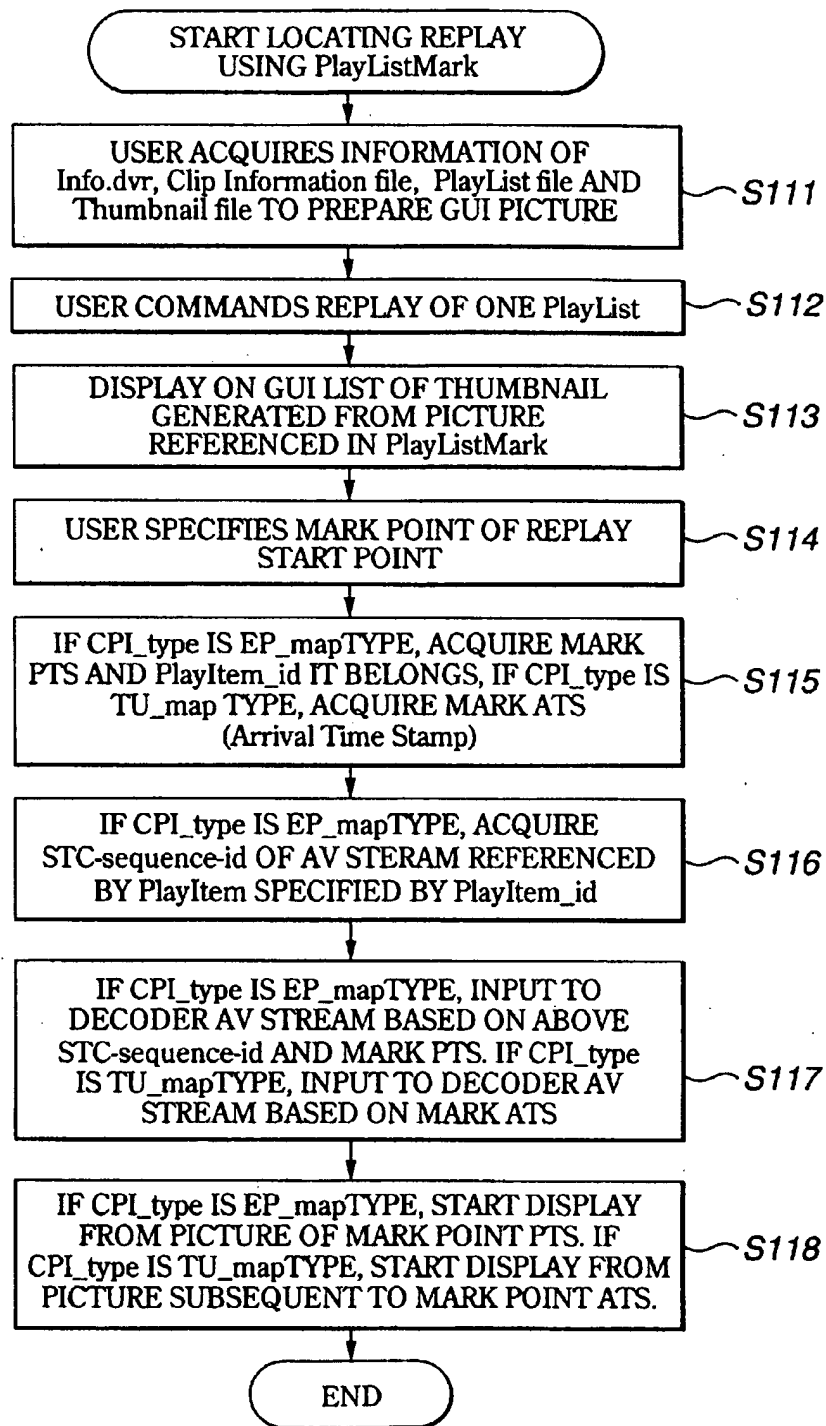 START LOCATING REPLAY
USING PlayListMark
USER ACQUIRES INFORMATION OF
Info.dvr, Clip Information file, PlayList file AND
Thumbnail file TO PREPARE GUI PICTURE
S111
USER COMMANDS REPLAY OF ONE PlayList
S112
DISPLAY ON GUI LIST OF THUMBNAIL
GENERATED FROM PICTURE
REFERENCED IN PlayListMark
S113
USER SPECIFIES MARK POINT OF REPLAY
START POINT
S114
IF CPI_type IS EP_mapTYPE, ACQUIRE MARK
PTS AND PlayItem_id IT BELONGS, IF CPI_type IS
TU_map TYPE, ACQUIRE MARK ATS
(Arrival Time Stamp)
S115
IF CPI_type IS EP_mapTYPE, ACQUIRE
STC-sequence-id OF AV STERAM REFERENCED
BY PlayItem SPECIFIED BY PlayItem_id
S116
IF CPI_type IS EP_mapTYPE, INPUT TO
DECODER AV STREAM BASED ON ABOVE
STC-sequence-id AND MARK PTS. IF CPI_type
IS TU_mapTYPE, INPUT TO DECODER AV
STREAM BASED ON MARK ATS
S117
IF CPI_type IS EP_mapTYPE, START DISPLAY
FROM PICTURE OF MARK POINT PTS. IF
CPI_type IS TU_mapTYPE, START DISPLAY FROM
PICTURE SUBSEQUENT TO MARK POINT ATS.
S118
END